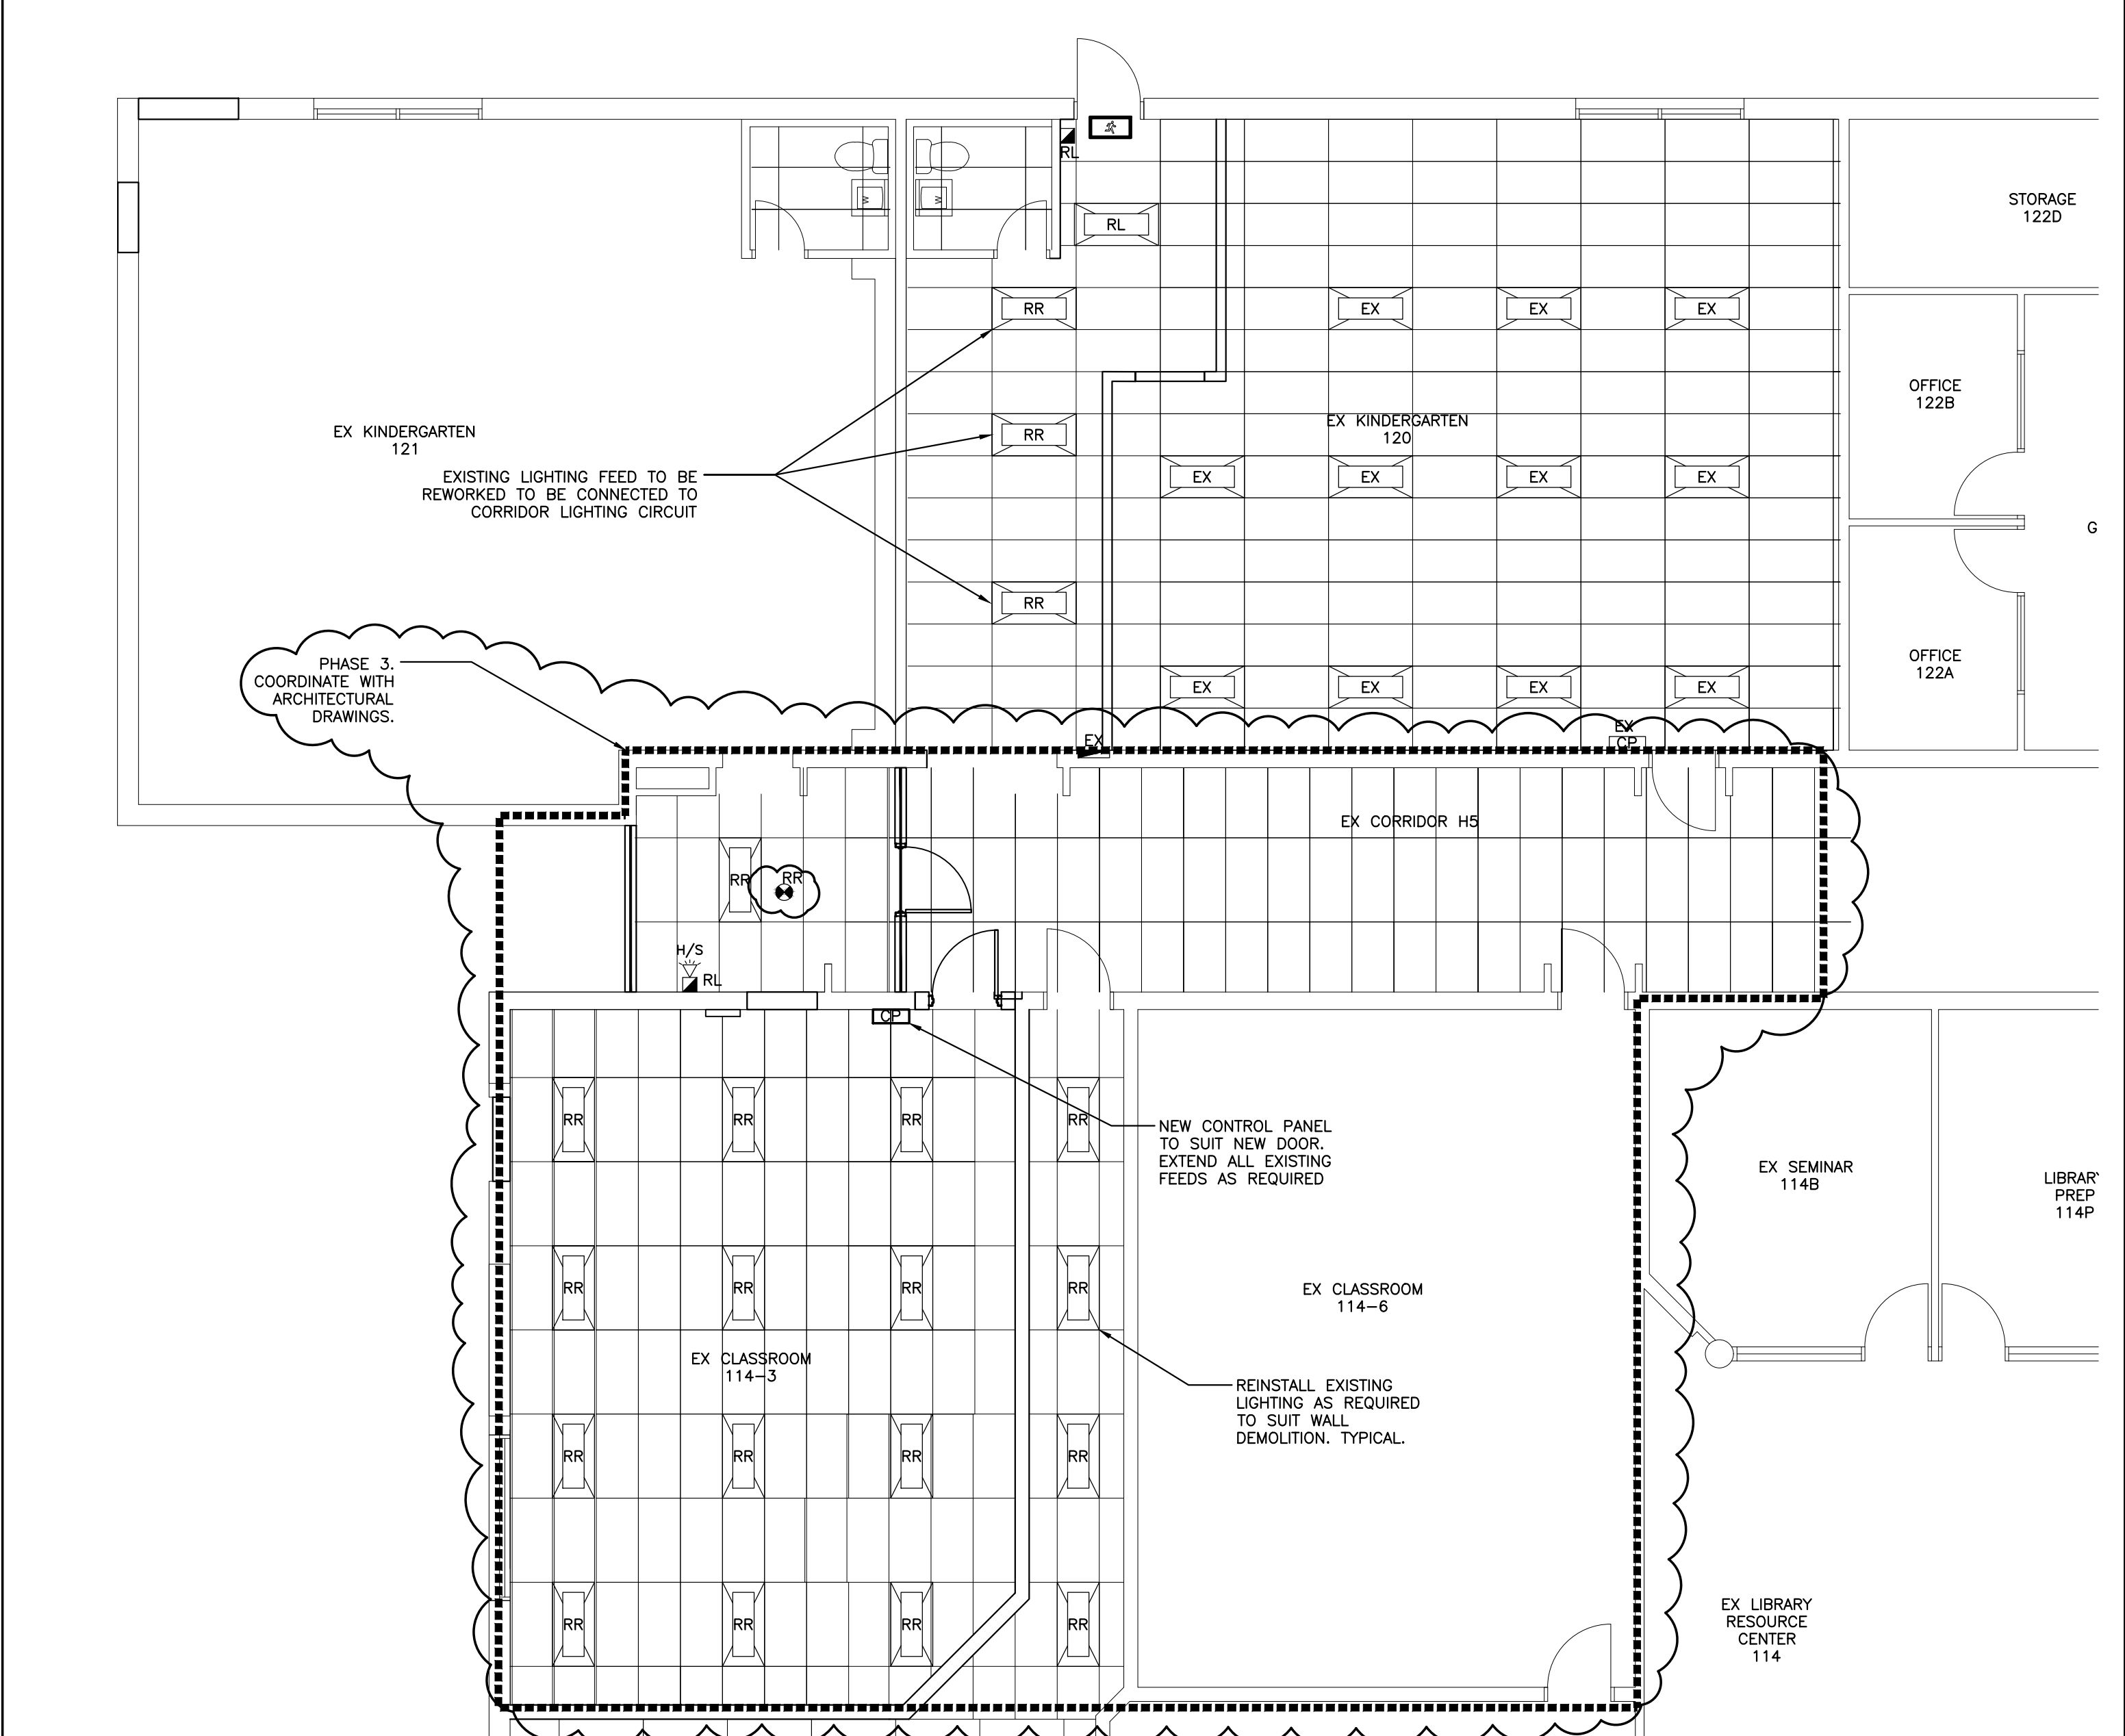 RL
W
W
RL
STORAGE
122D
RR
EX
EX
EX
OFFICE
122B
EX KINDERGARTEN
121
RR
EX KINDERGARTEN
120
EXISTING LIGHTING FEED TO BE
REWORKED TO BE CONNECTED TO
CORRIDOR LIGHTING CIRCUIT
EX
EX
EX
EX
G
RR
PHASE 3.
COORDINATE WITH
ARCHITECTURAL
DRAWINGS.
OFFICE
122A
EX
EX
EX
EX
EX
EX
CP
EX CORRIDOR H5
RR
RR
H/S
RL
CP
RR
RR
RR
RR
NEW CONTROL PANEL
TO SUIT NEW DOOR.
EXTEND ALL EXISTING
FEEDS AS REQUIRED
EX SEMINAR
114B
LIBRARY
PREP
114P
RR
RR
RR
RR
EX CLASSROOM
114-6
EX CLASSROOM
114-3
REINSTALL EXISTING
LIGHTING AS REQUIRED
TO SUIT WALL
DEMOLITION. TYPICAL.
RR
RR
RR
RR
RR
RR
RR
RR
EX LIBRARY
RESOURCE
CENTER
114